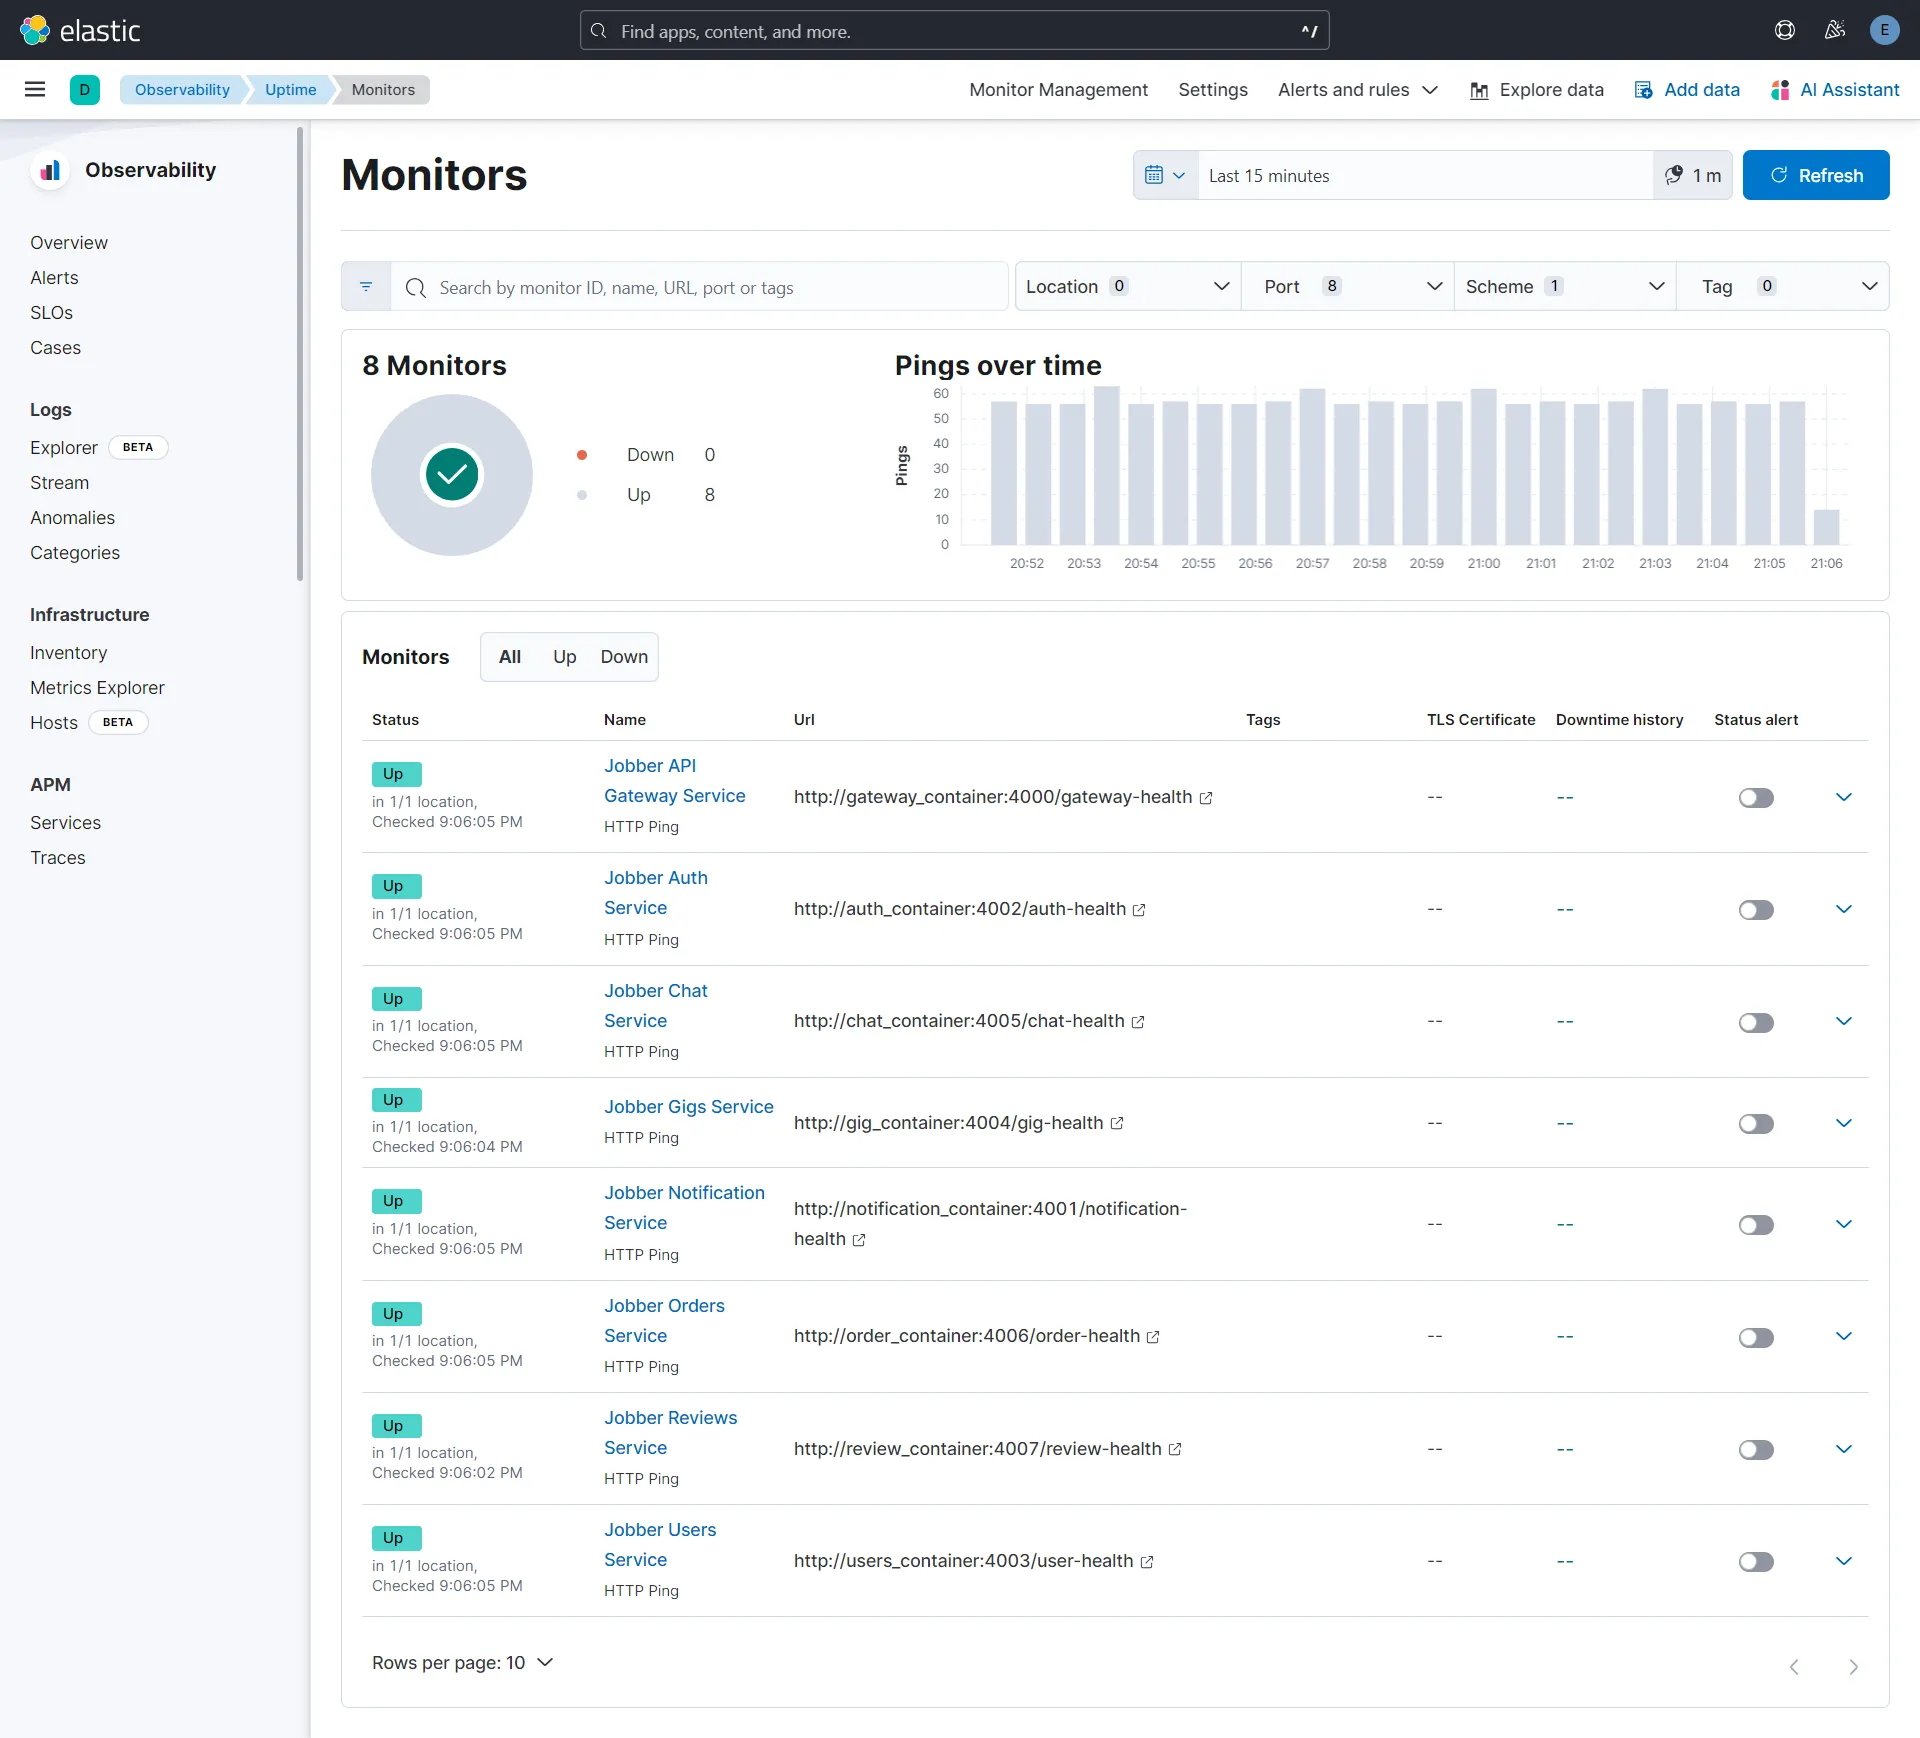 elastic
Find apps, content, and more.
^/
E
D
Observability
Uptime
Monitors
Monitor Management
Settings
Alerts and rules
Explore data
Add data
AI Assistant
Observability
Overview
Alerts
SLOs
Cases
Logs
Explorer BETA
Stream
Anomalies
Categories
Infrastructure
Inventory
Metrics Explorer
Hosts BETA
APM
Services
Traces
Monitors
Last 15 minutes
1 m
Refresh
Search by monitor ID, name, URL, port or tags
Location 0
Port 8
Scheme 1
Tag 0
8 Monitors
Down 0
Up 8
Pings over time
Pings
60
50
40
30
20
10
0
20:52 20:53 20:54 20:55 20:56 20:57 20:58 20:59 21:00 21:01 21:02 21:03 21:04 21:05 21:06
Monitors
All Up Down
Status Name Url Tags TLS Certificate Downtime history Status alert
Up
in 1/1 location,
Checked 9:06:05 PM
Jobber API
Gateway Service
HTTP Ping
http://gateway_container:4000/gateway-health
-- --
Up
in 1/1 location,
Checked 9:06:05 PM
Jobber Auth
Service
HTTP Ping
http://auth_container:4002/auth-health
-- --
Up
in 1/1 location,
Checked 9:06:05 PM
Jobber Chat
Service
HTTP Ping
http://chat_container:4005/chat-health
-- --
Up
in 1/1 location,
Checked 9:06:04 PM
Jobber Gigs Service
HTTP Ping
http://gig_container:4004/gig-health
-- --
Up
in 1/1 location,
Checked 9:06:05 PM
Jobber Notification
Service
HTTP Ping
http://notification_container:4001/notification-
health
-- --
Up
in 1/1 location,
Checked 9:06:05 PM
Jobber Orders
Service
HTTP Ping
http://order_container:4006/order-health
-- --
Up
in 1/1 location,
Checked 9:06:02 PM
Jobber Reviews
Service
HTTP Ping
http://review_container:4007/review-health
-- --
Up
in 1/1 location,
Checked 9:06:05 PM
Jobber Users
Service
HTTP Ping
http://users_container:4003/user-health
-- --
Rows per page: 10